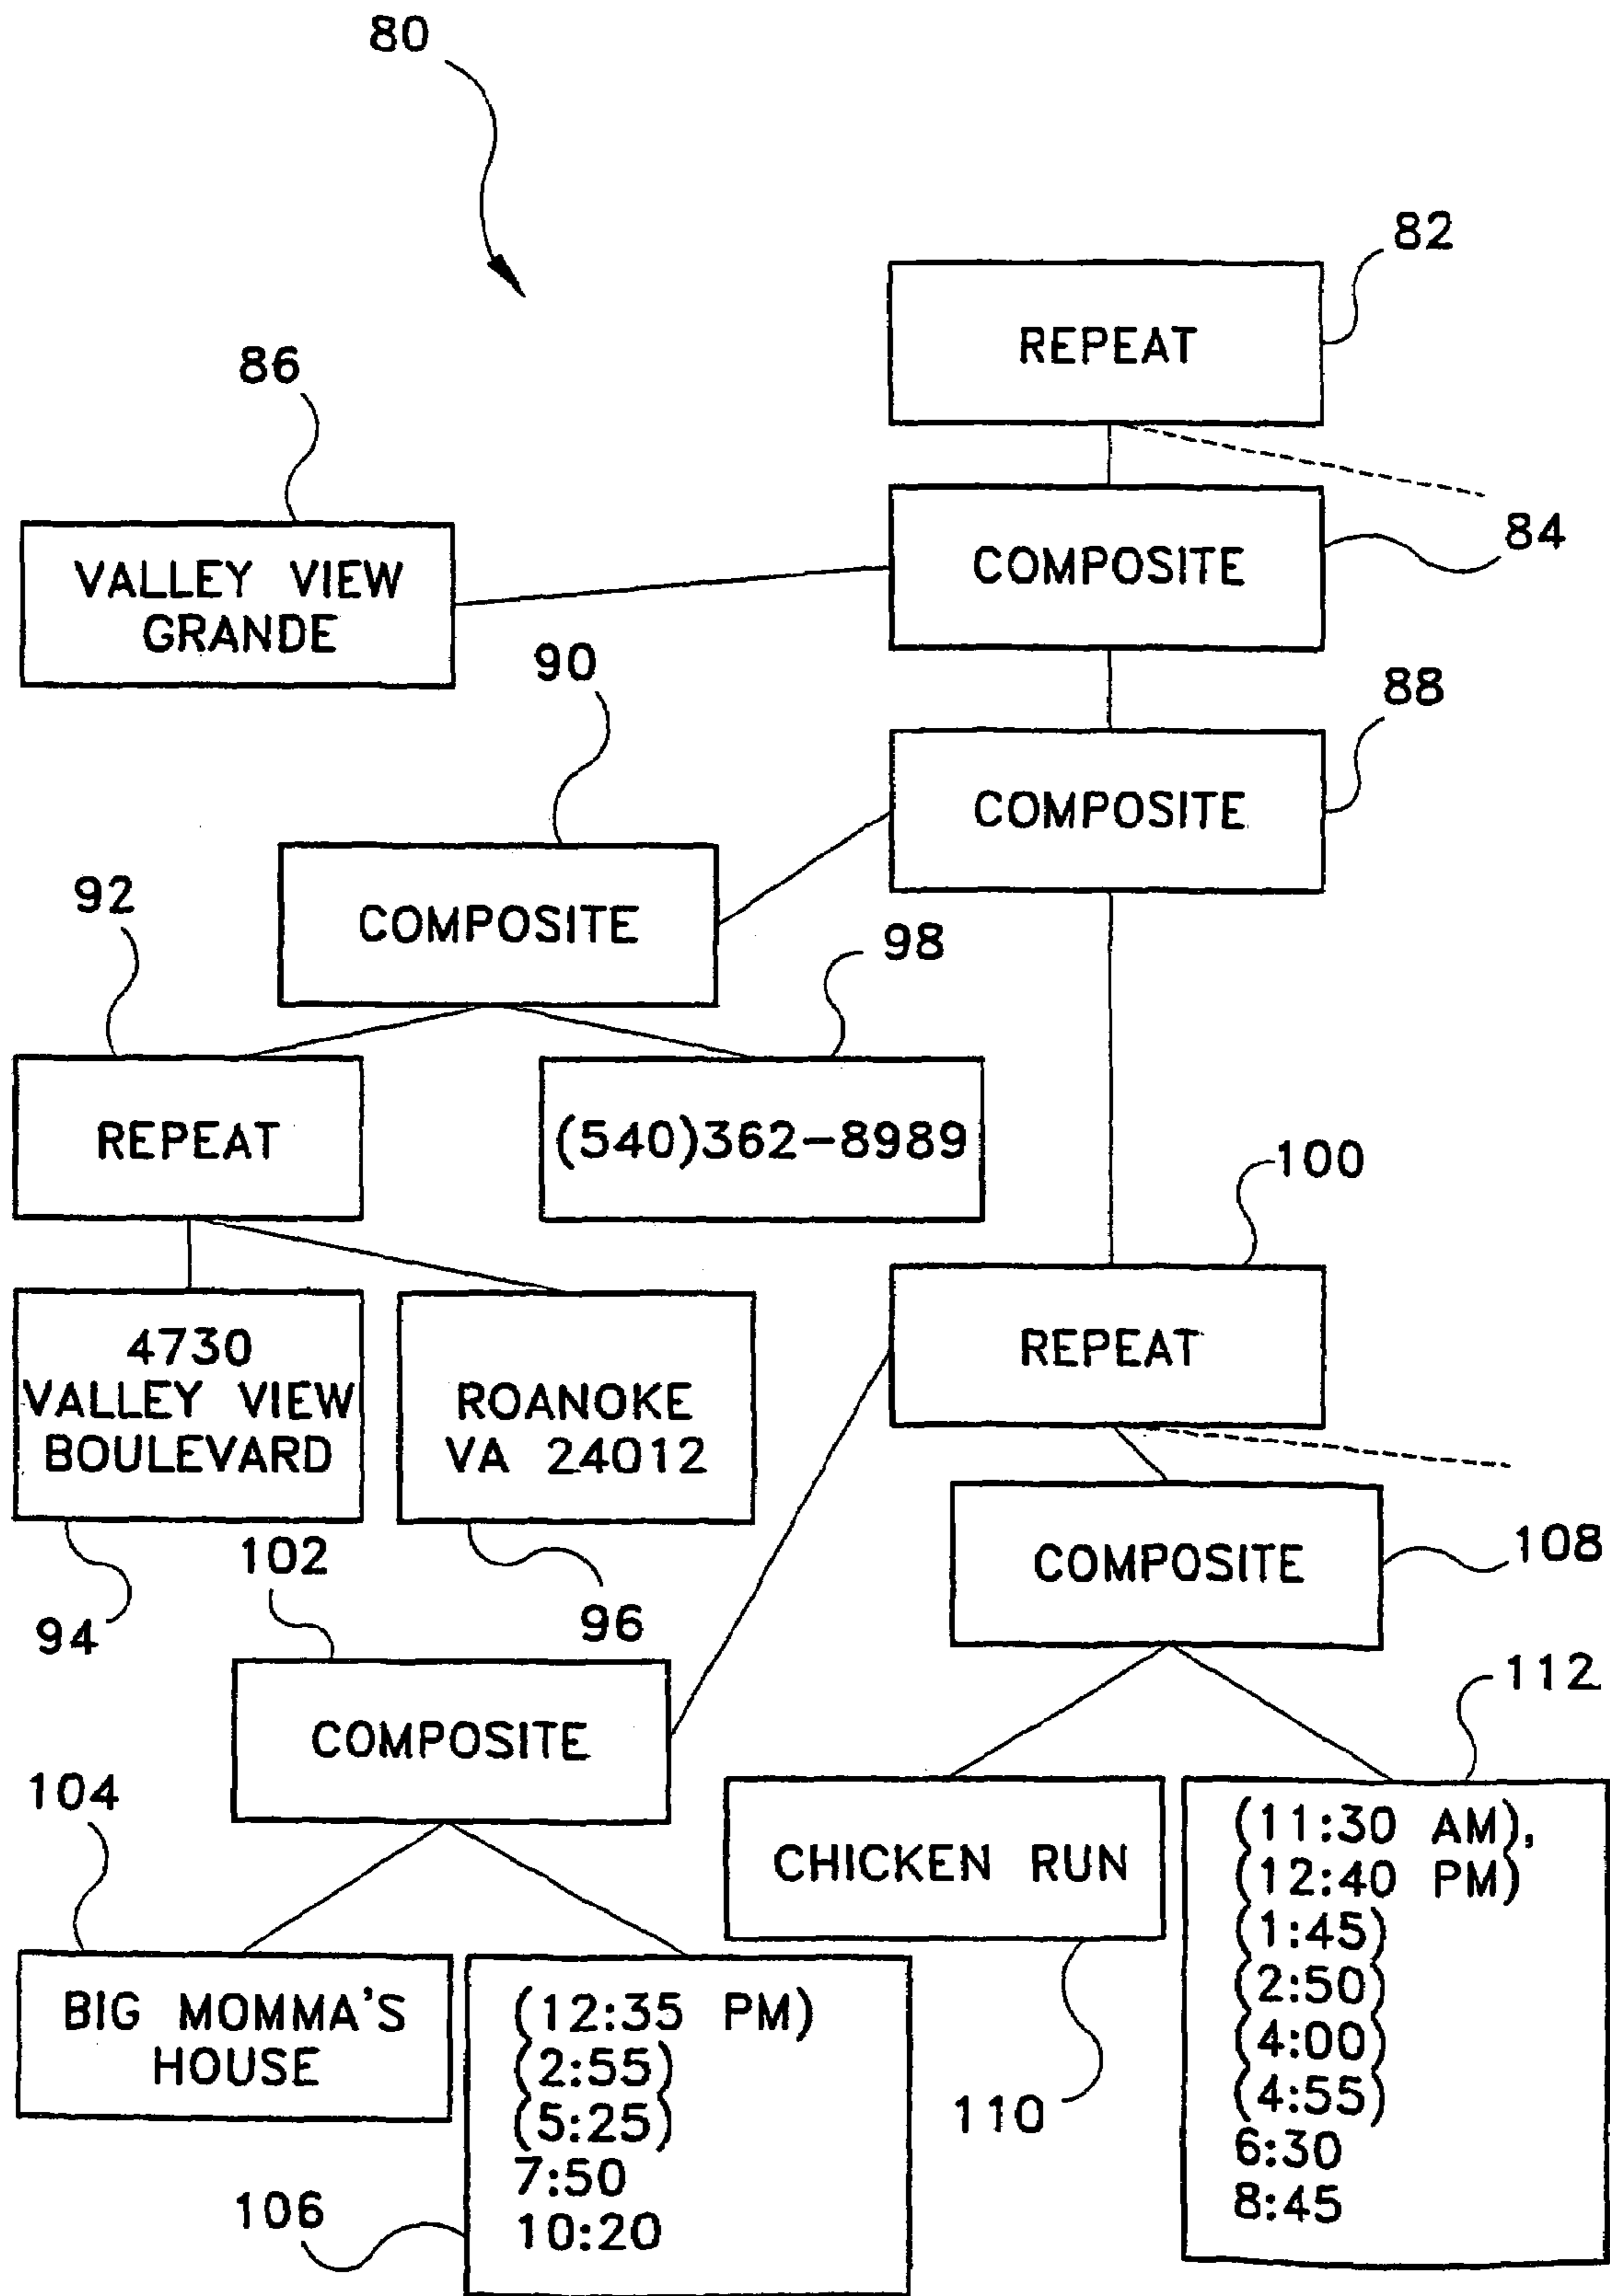 80
82
REPEAT
86
84
VALLEY VIEW
GRANDE
COMPOSITE
90
88
COMPOSITE
92
COMPOSITE
98
REPEAT
(540)362-8989
100
4730
VALLEY VIEW
BOULEVARD
ROANOKE
VA 24012
REPEAT
102
108
94
96
COMPOSITE
112
COMPOSITE
104
CHICKEN RUN
(11:30 AM),
(12:40 PM)
(1:45)
(2:50)
(4:00)
(4:55)
6:30
8:45
BIG MOMMA'S
HOUSE
(12:35 PM)
(2:55)
(5:25)
7:50
10:20
110
106